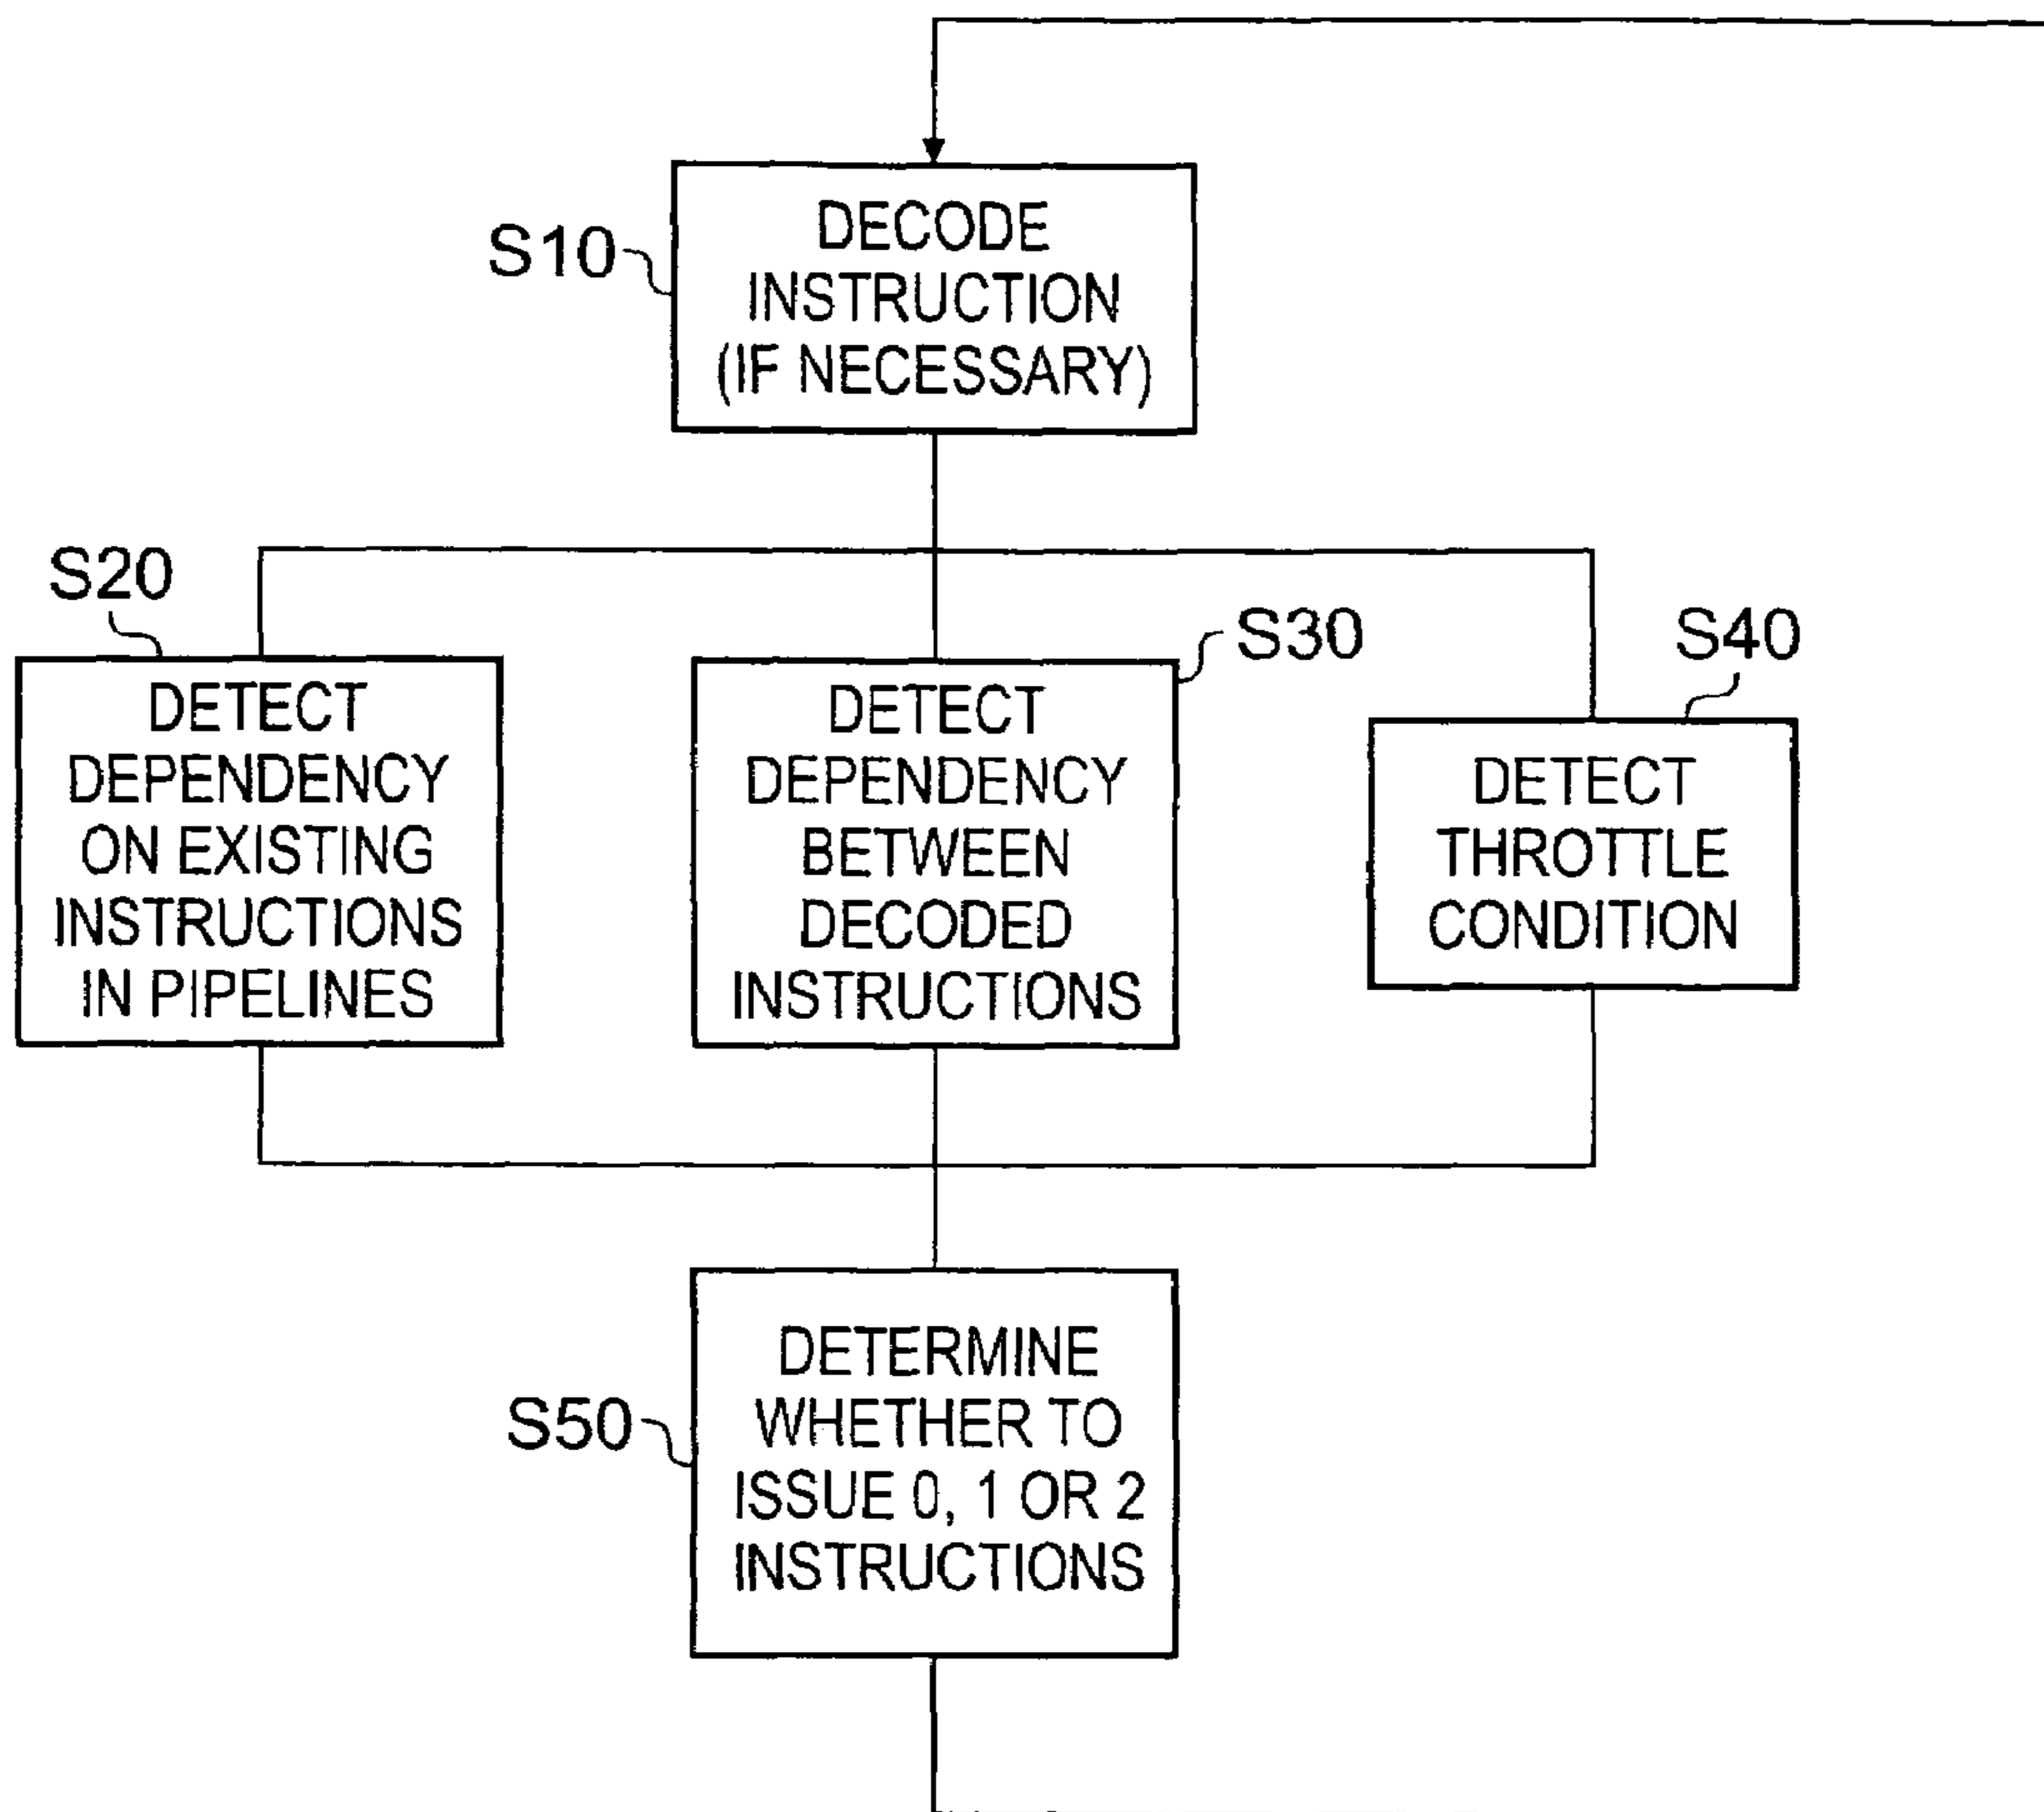 S10
DECODE
INSTRUCTION
(IF NECESSARY)
S20
DETECT
DEPENDENCY
ON EXISTING
INSTRUCTIONS
IN PIPELINES
S30
DETECT
DEPENDENCY
BETWEEN
DECODED
INSTRUCTIONS
S40
DETECT
THROTTLE
CONDITION
S50
DETERMINE
WHETHER TO
ISSUE 0, 1 OR 2
INSTRUCTIONS